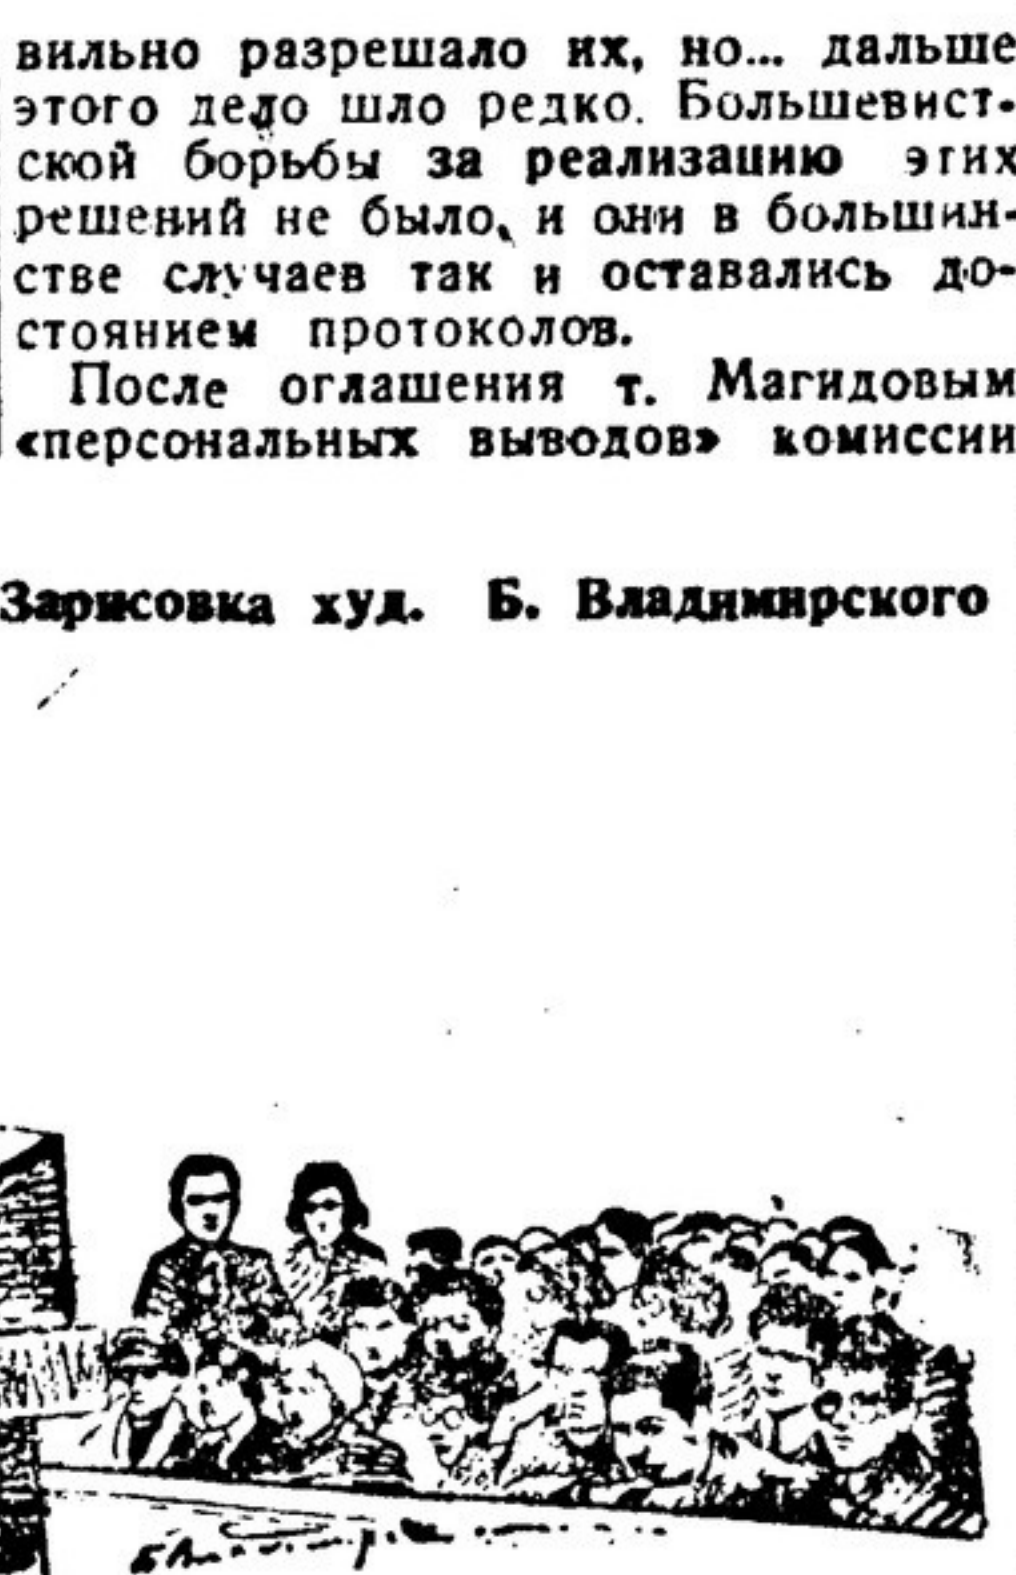 вильно разрешало их, но... дальше
этого дело шло редко. Большевист-
ской борьбы за реализацию этих
решений не было, и они в большин-
стве случаев так и оставались до-
стоянием протоколов.
После оглашения т. Магидовым
«персональных выводов» комиссии
Зарисовка худ. Б. Владимирского